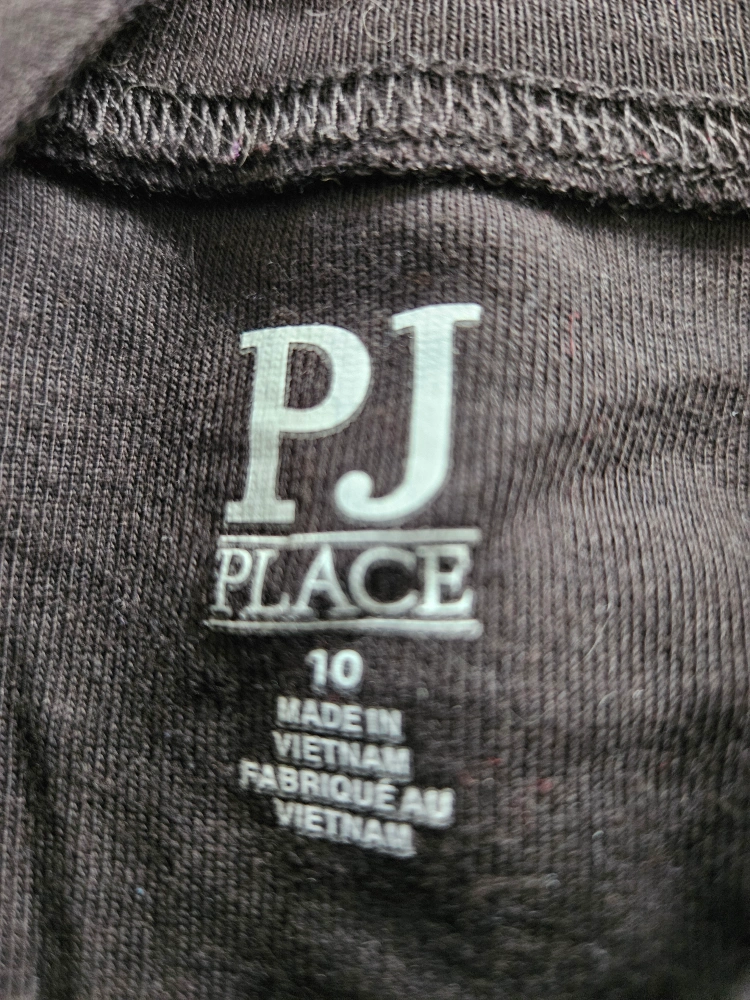 PJ
PLACE
10
MADE IN
VIETNAM
FABRIQUÉ AU
VIETNAM